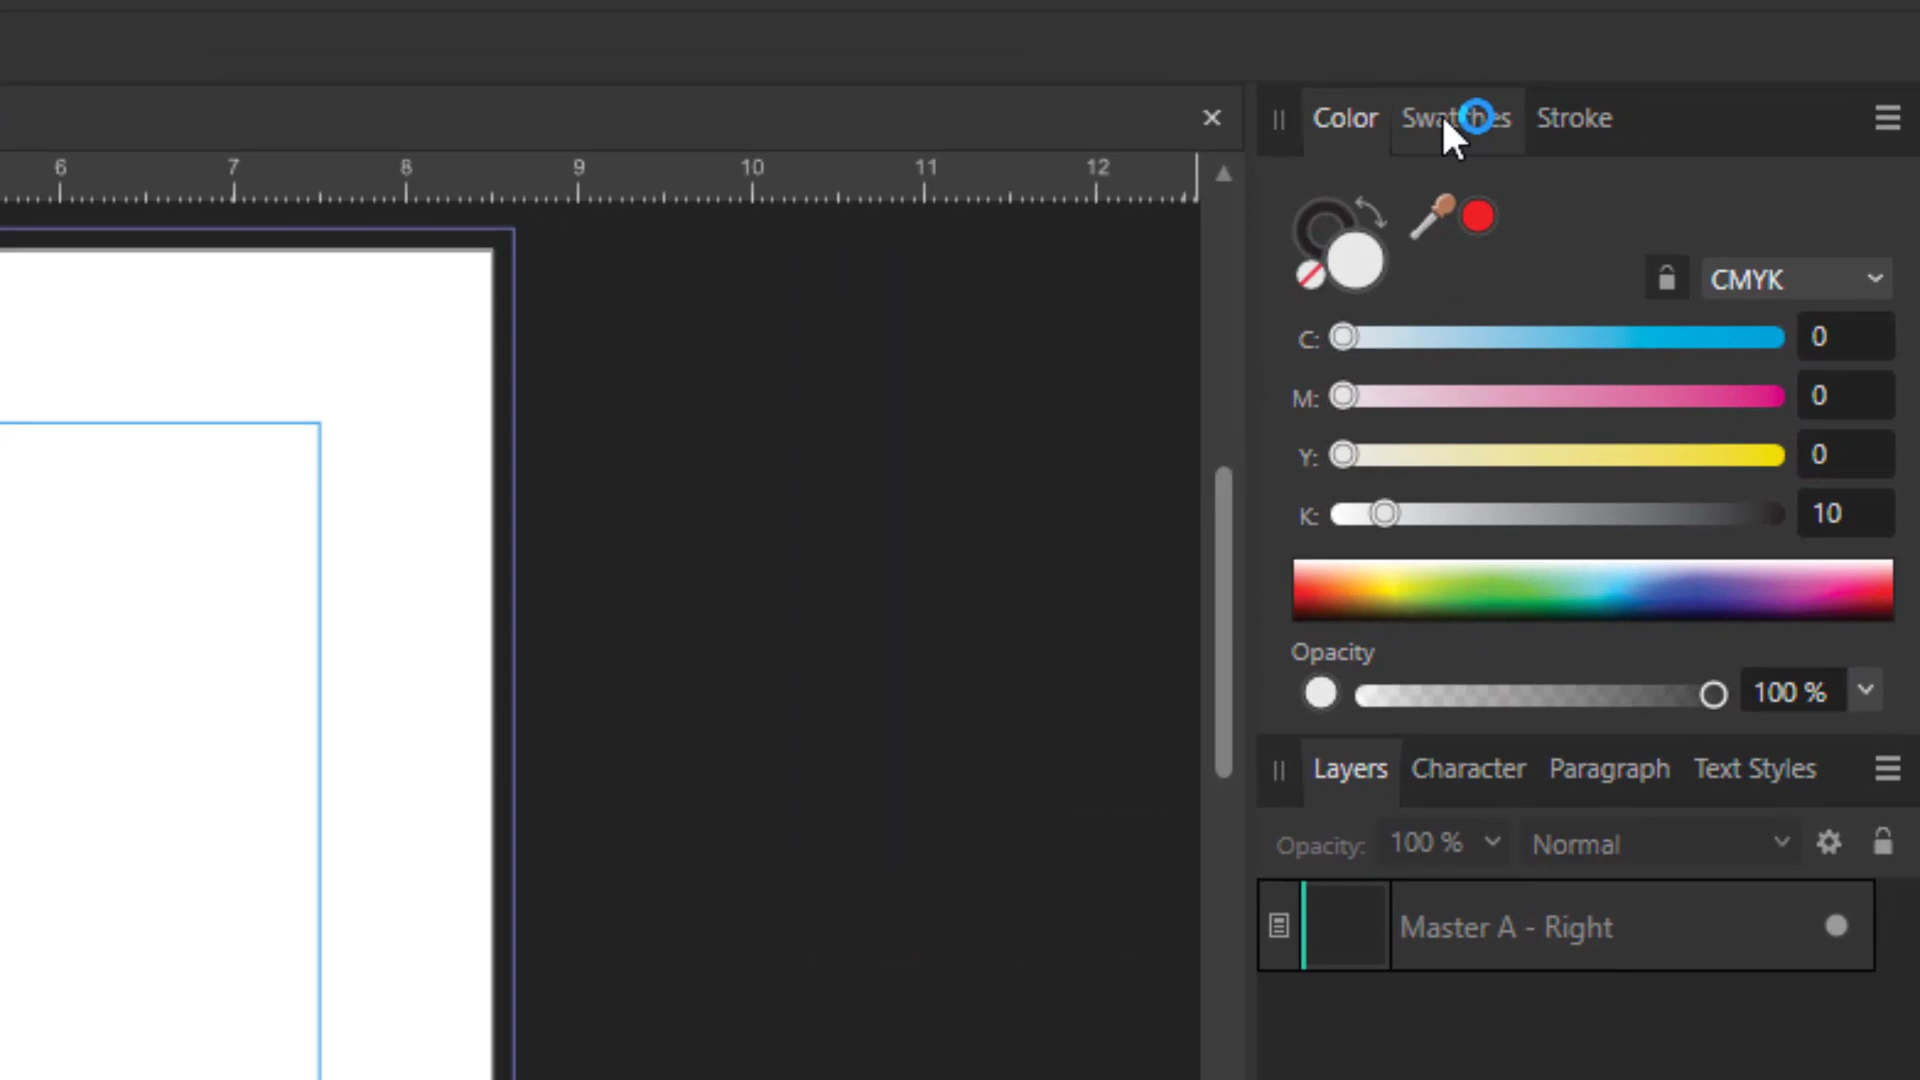 Color Swatches Stroke
6 7 8 9 10 11 12
CMYK
C: 0
M: 0
Y: 0
K: 10
Opacity
100 %
Layers Character Paragraph Text Styles
Opacity: 100 % Normal
Master A - Right